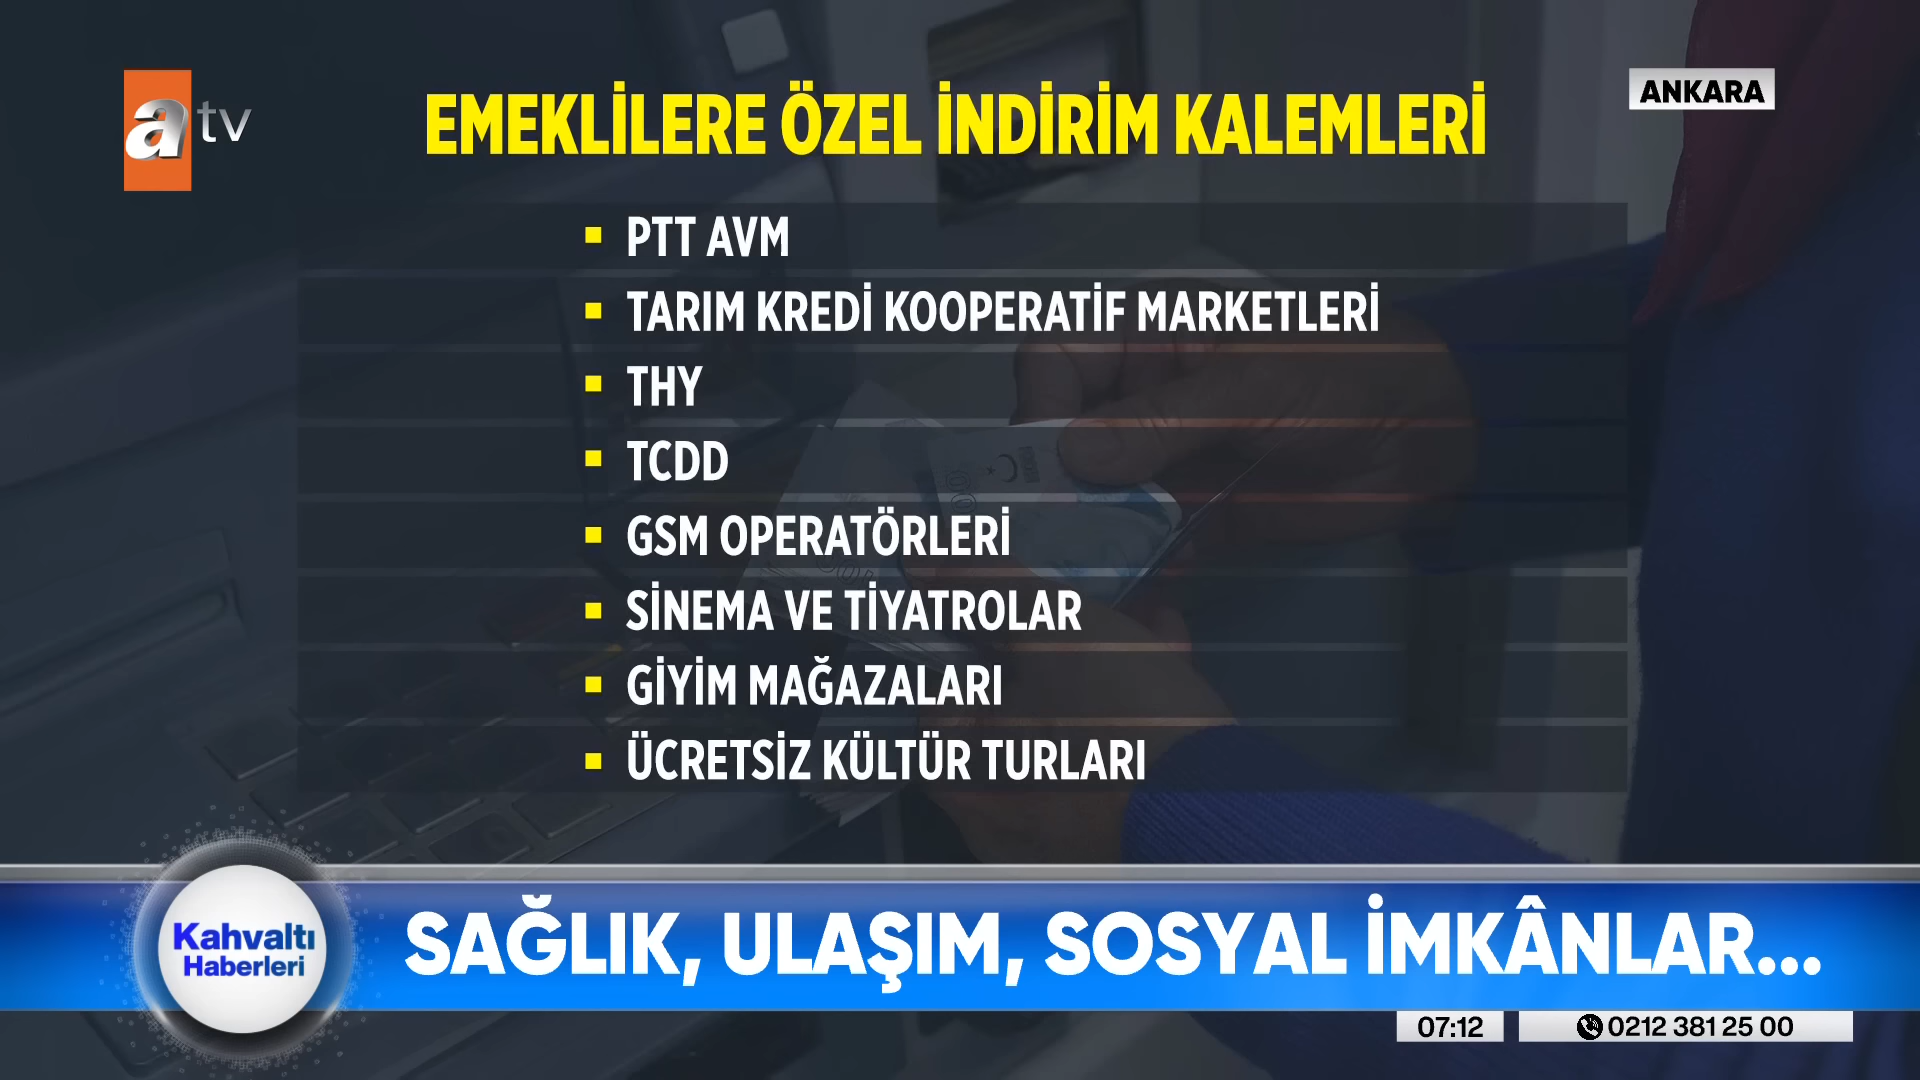 atv
EMEKLİLERE ÖZEL İNDİRİM KALEMLERİ
ANKARA
▪ PTT AVM
▪ TARIM KREDİ KOOPERATİF MARKETLERİ
▪ THY
▪ TCDD
▪ GSM OPERATÖRLERİ
▪ SİNEMA VE TİYATROLAR
▪ GİYİM MAĞAZALARI
▪ ÜCRETSİZ KÜLTÜR TURLARI
Kahvaltı
Haberleri
SAĞLIK, ULAŞIM, SOSYAL İMKÂNLAR...
07:12
0212 381 25 00